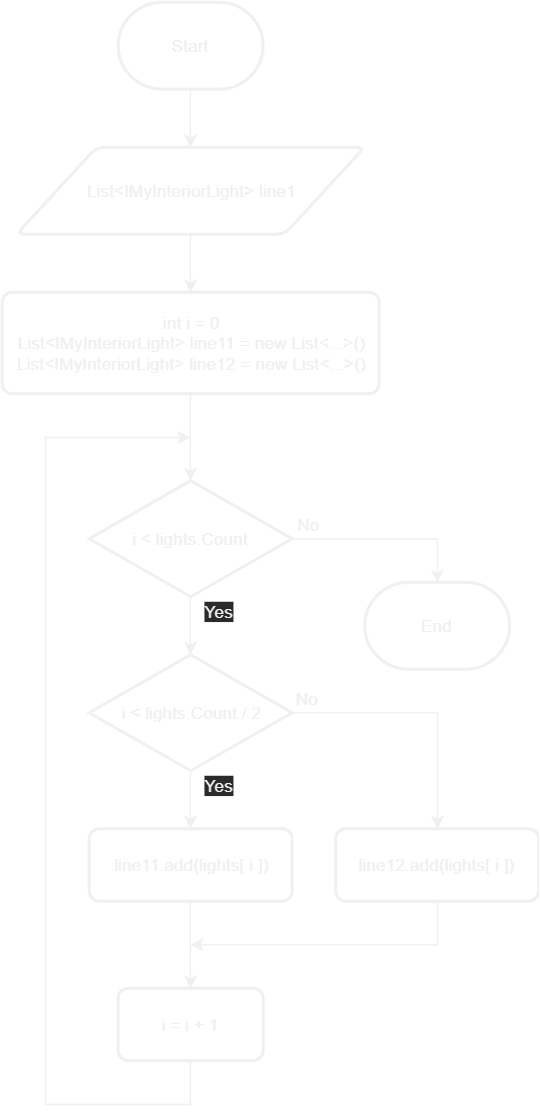 Start
List<IMyInteriorLight> line1
int i = 0
List<IMyInteriorLight> line11 = new List<...>()
List<IMyInteriorLight> line12 = new List<...>()
i < lights.Count
No
End
Yes
i < lights.Count / 2
No
Yes
line11.add(lights[ i ])
line12.add(lights[ i ])
i = i + 1